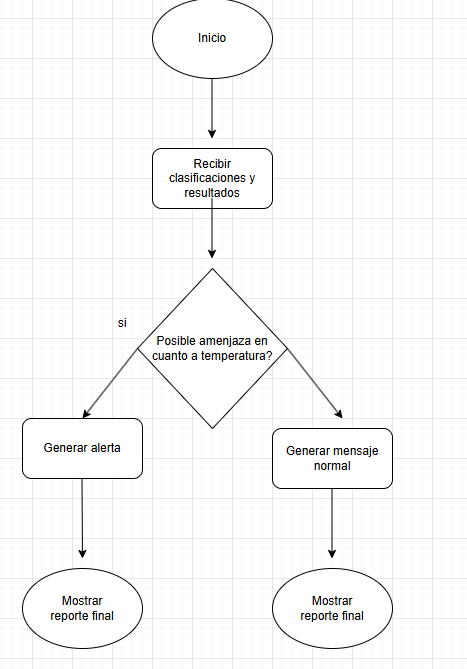 Inicio
Recibir
clasificaciones y
resultados
si
Posible amenjaza en
cuanto a temperatura?
Generar alerta
Generar mensaje
normal
Mostrar
reporte final
Mostrar
reporte final